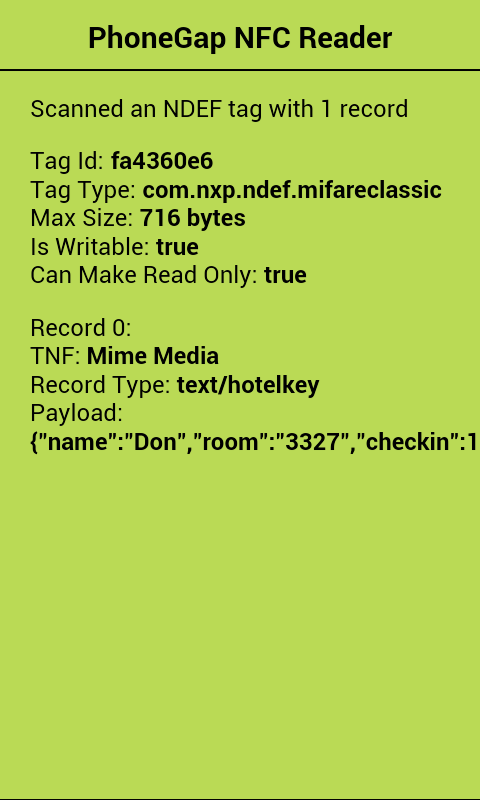 PhoneGap NFC Reader
Scanned an NDEF tag with 1 record
Tag Id: fa4360e6
Tag Type: com.nxp.ndef.mifareclassic
Max Size: 716 bytes
Is Writable: true
Can Make Read Only: true
Record 0:
TNF: Mime Media
Record Type: text/hotelkey
Payload:
{"name":"Don","room":"3327","checkin":1